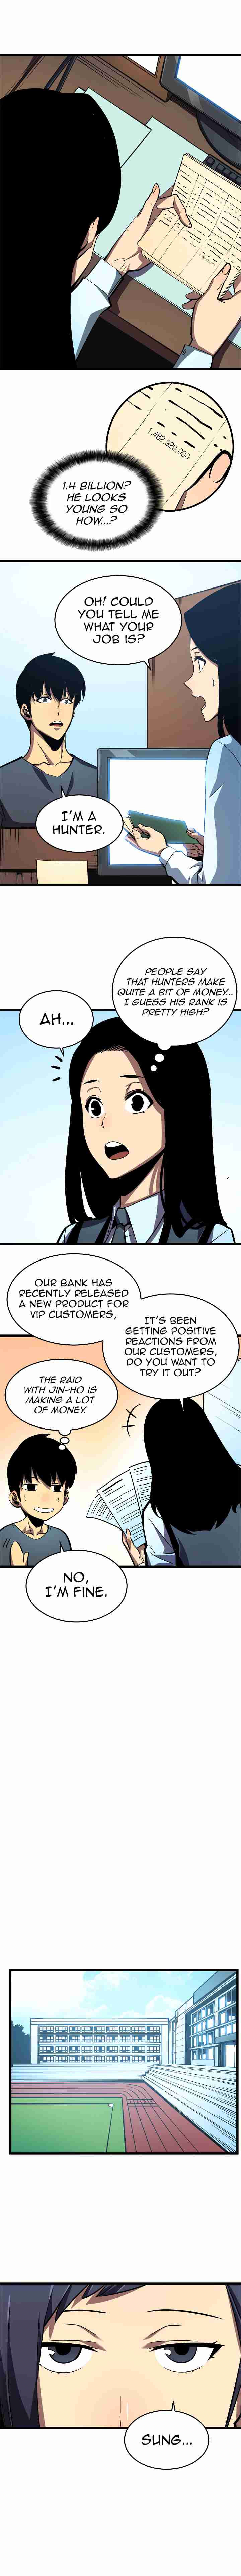 1,482,920,000
1.4 BILLION?
HE LOOKS
YOUNG SO
HOW...?
OH! COULD
YOU TELL ME
WHAT YOUR
JOB IS?
I'M A
HUNTER.
PEOPLE SAY
THAT HUNTERS MAKE
QUITE A BIT OF MONEY...
I GUESS HIS RANK IS
PRETTY HIGH?
AH...
OUR BANK HAS
RECENTLY RELEASED
A NEW PRODUCT FOR
VIP CUSTOMERS,
IT'S BEEN
GETTING POSITIVE
REACTIONS FROM
OUR CUSTOMERS,
DO YOU WANT TO
TRY IT OUT?
THE RAID
WITH JIN-HO IS
MAKING A LOT
OF MONEY.
NO,
I'M FINE.
SUNG...